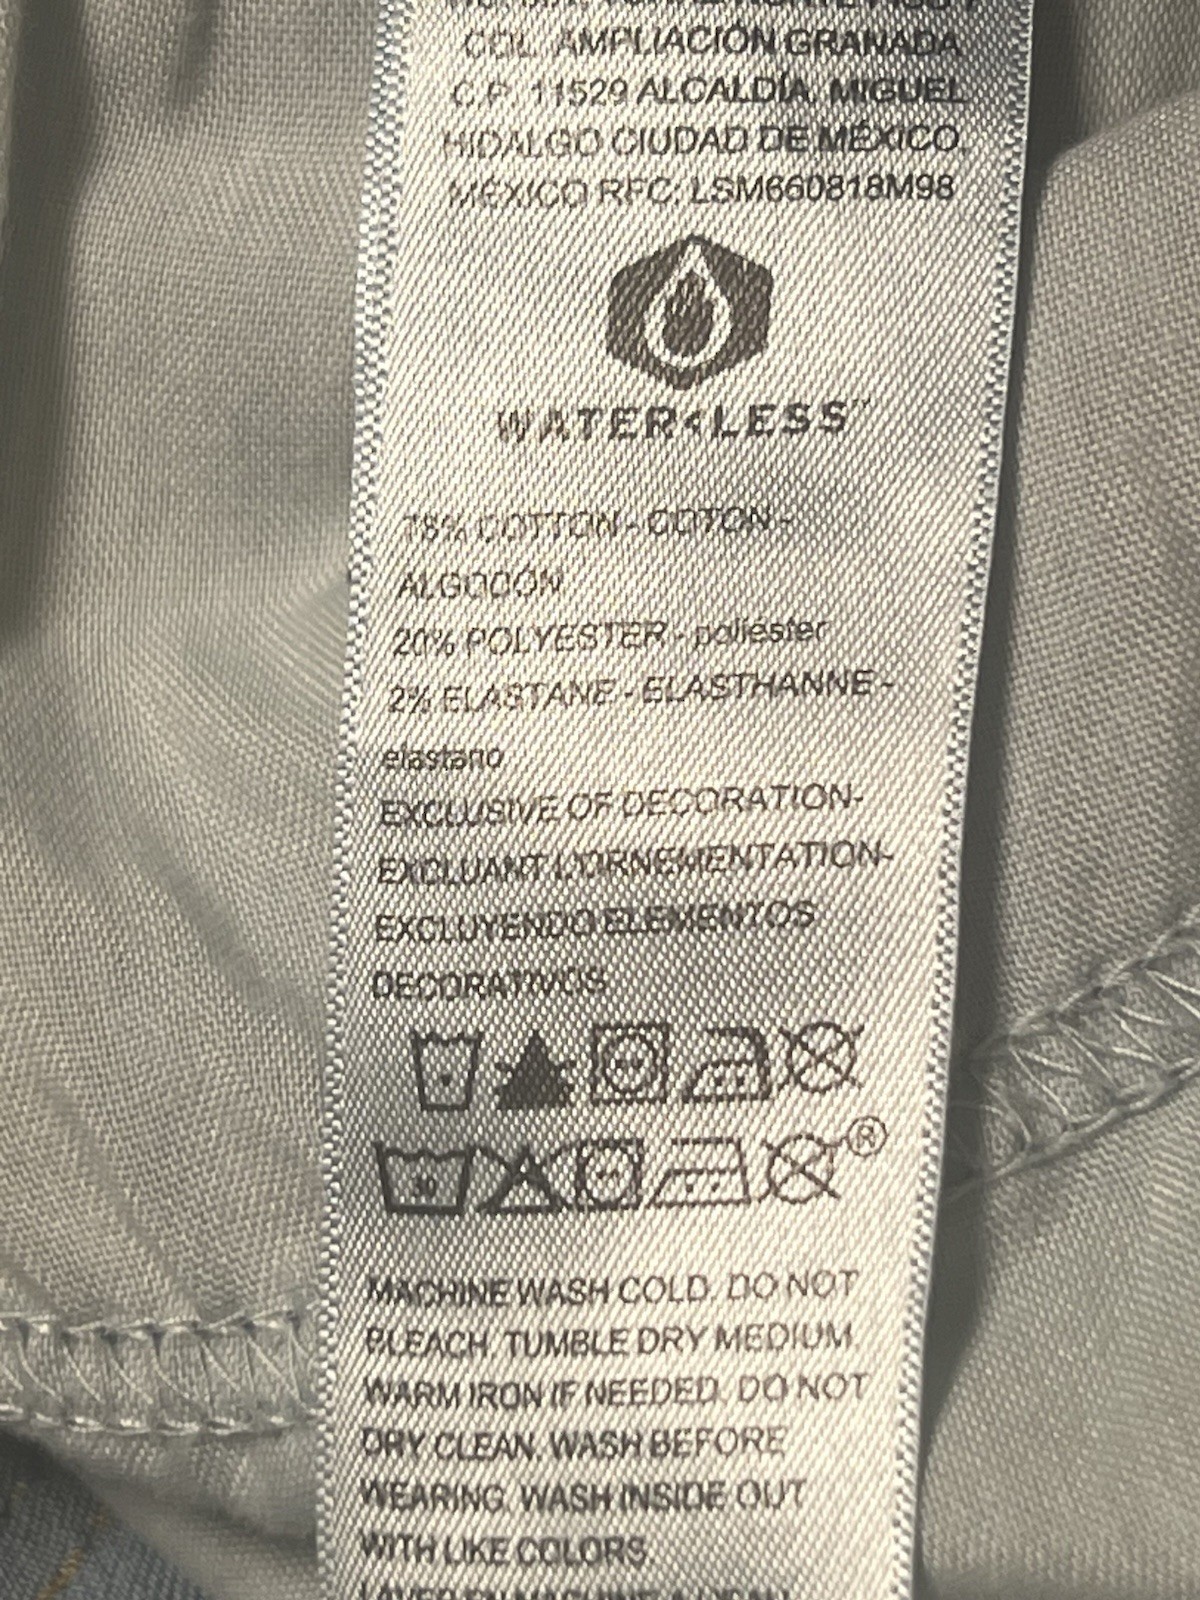 COL. AMPLIACIÓN GRANADA
C.P. 11529 ALCALDÍA, MIGUEL
HIDALGO CIUDAD DE MÉXICO,
MÉXICO RFC: LSM660818M98
WATER<LESS™
78% COTTON - COTON -
ALGODÓN
20% POLYESTER - poliéster
2% ELASTANE - ELASTHANNE -
elastano
EXCLUSIVE OF DECORATION-
EXCLUANT L'ORNEMENTATION-
EXCLUYENDO ELEMENTOS
DECORATIVOS
30 ®
MACHINE WASH COLD. DO NOT
BLEACH. TUMBLE DRY MEDIUM.
WARM IRON IF NEEDED. DO NOT
DRY CLEAN. WASH BEFORE
WEARING. WASH INSIDE OUT
WITH LIKE COLORS